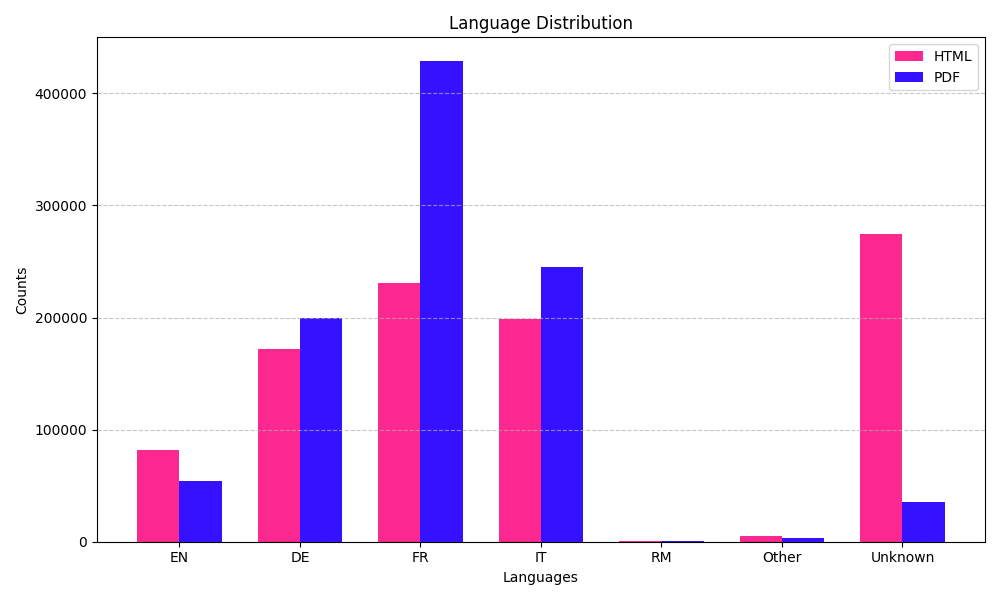 Language Distribution
HTML
PDF
Counts
400000
300000
200000
100000
0
EN DE FR IT RM Other Unknown
Languages